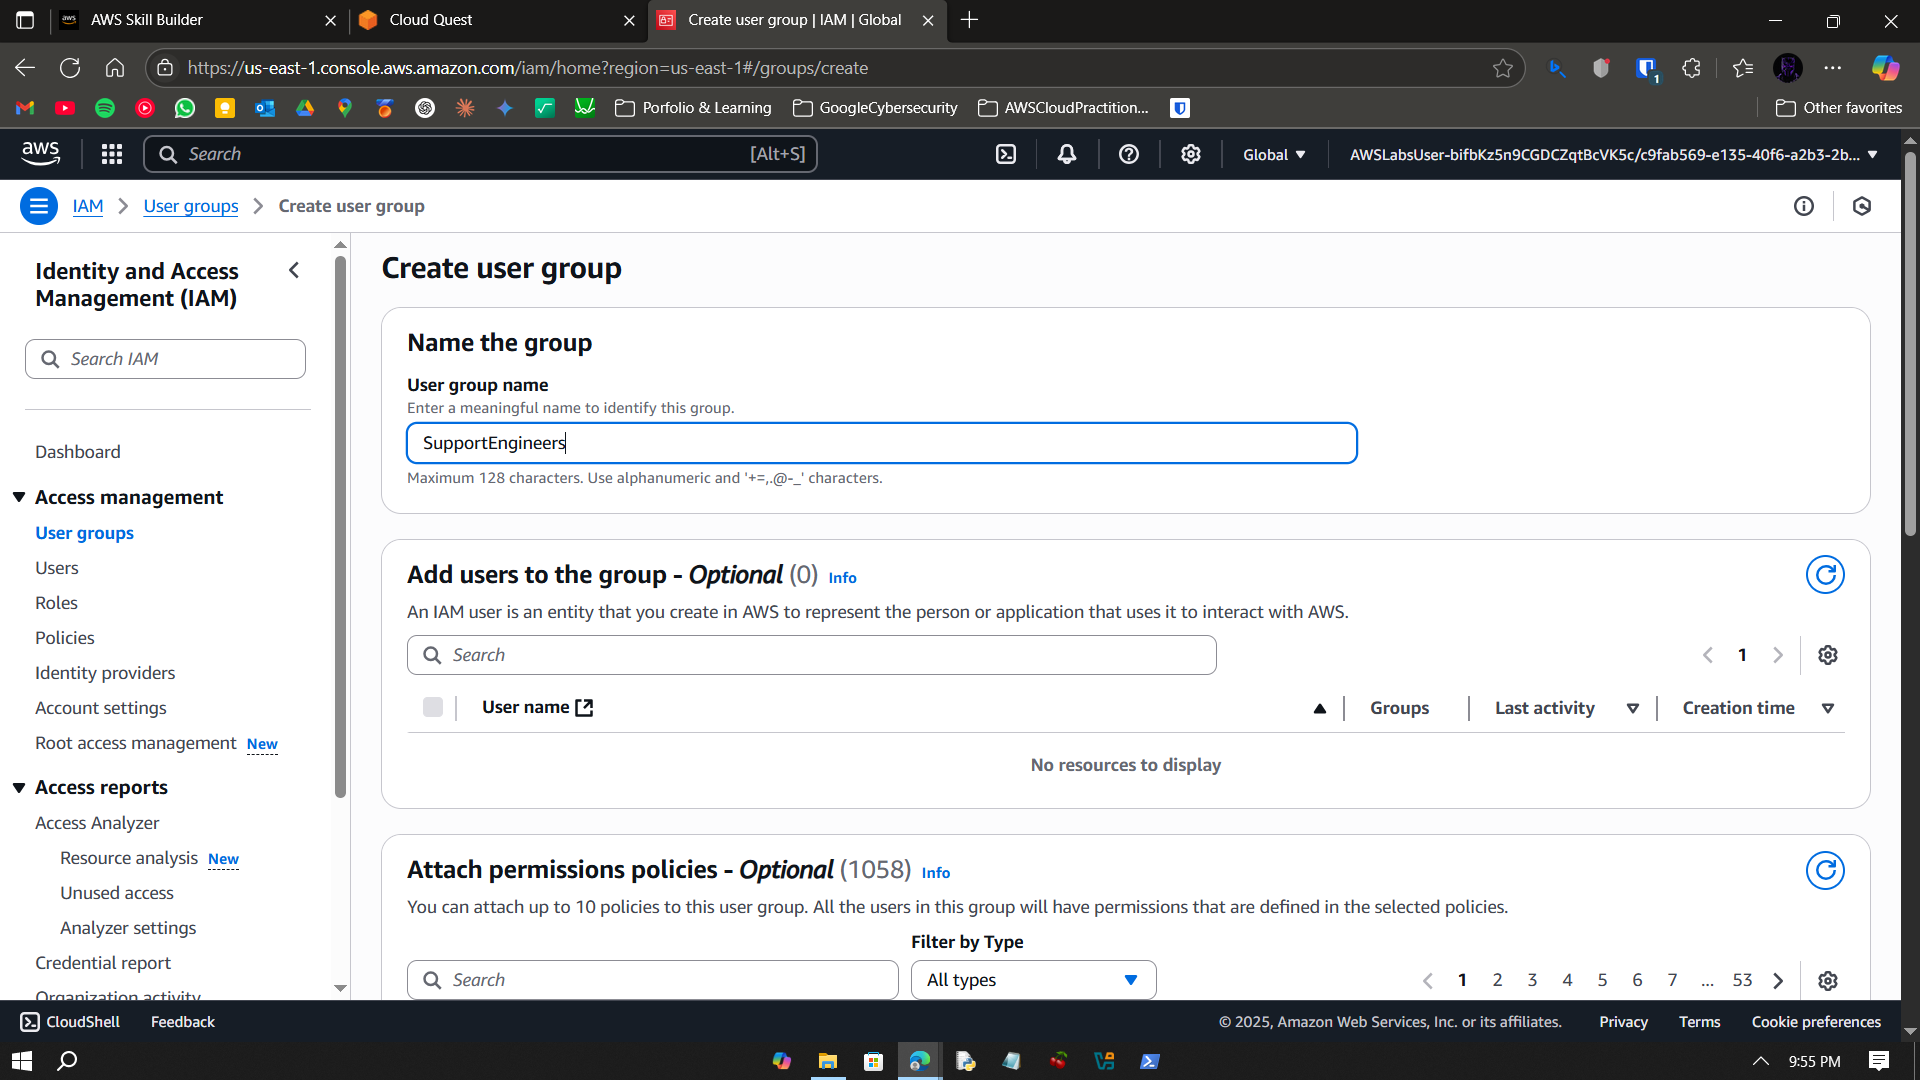 AWS Skill Builder
Cloud Quest
Create user group | IAM | Global
https://us-east-1.console.aws.amazon.com/iam/home?region=us-east-1#/groups/create
1
Porfolio & Learning
GoogleCybersecurity
AWSCloudPractition...
Other favorites
aws
Search
[Alt+S]
Global
AWSLabsUser-bifbKz5n9CGDCZqtBcVK5c/c9fab569-e135-40f6-a2b3-2b...
IAM
User groups
Create user group
Identity and Access
Management (IAM)
Search IAM
Dashboard
Access management
User groups
Users
Roles
Policies
Identity providers
Account settings
Root access management New
Access reports
Access Analyzer
Resource analysis New
Unused access
Analyzer settings
Credential report
Organization activity
Create user group
Name the group
User group name
Enter a meaningful name to identify this group.
SupportEngineers
Maximum 128 characters. Use alphanumeric and '+=,.@-_' characters.
Add users to the group - Optional (0) Info
An IAM user is an entity that you create in AWS to represent the person or application that uses it to interact with AWS.
Search
1
User name
Groups
Last activity
Creation time
No resources to display
Attach permissions policies - Optional (1058) Info
You can attach up to 10 policies to this user group. All the users in this group will have permissions that are defined in the selected policies.
Filter by Type
Search
All types
1 2 3 4 5 6 7 ... 53
CloudShell
Feedback
© 2025, Amazon Web Services, Inc. or its affiliates.
Privacy
Terms
Cookie preferences
9:55 PM